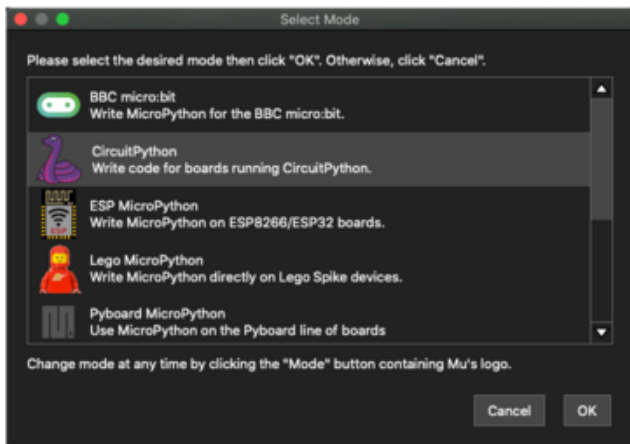 Select Mode
Please select the desired mode then click "OK". Otherwise, click "Cancel".
BBC micro:bit
Write MicroPython for the BBC micro:bit.
CircuitPython
Write code for boards running CircuitPython.
ESP
ESP MicroPython
Write MicroPython on ESP8266/ESP32 boards.
Lego MicroPython
Write MicroPython directly on Lego Spike devices.
Pyboard MicroPython
Use MicroPython on the Pyboard line of boards
Change mode at any time by clicking the "Mode" button containing Mu's logo.
Cancel
OK